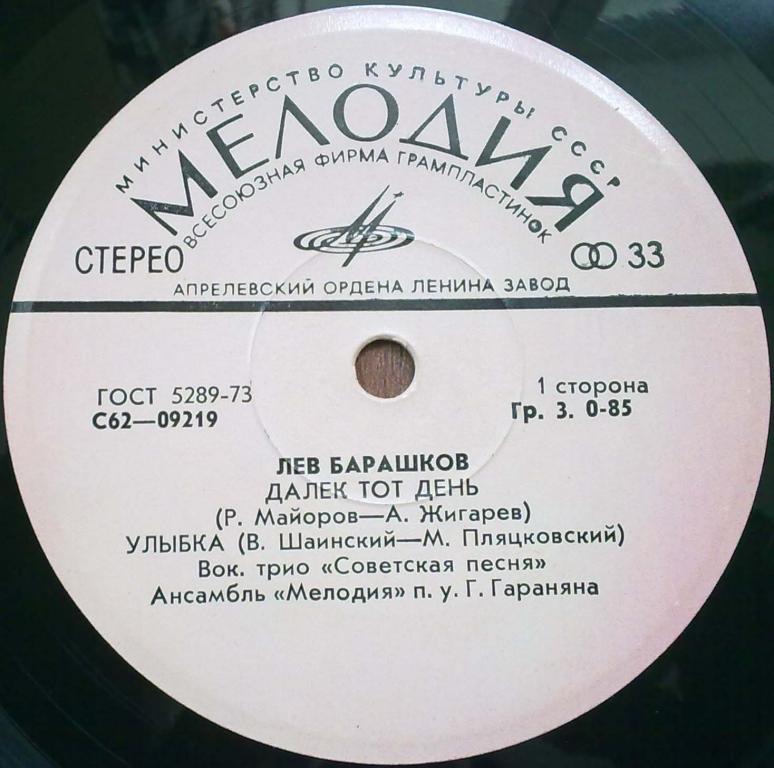 МИНИСТЕРСТВО КУЛЬТУРЫ СССР
МЕЛОДИЯ
ВСЕСОЮЗНАЯ ФИРМА ГРАМПЛАСТИНОК
СТЕРЕО
33
АПРЕЛЕВСКИЙ ОРДЕНА ЛЕНИНА ЗАВОД
ГОСТ 5289-73
1 сторона
С62—09219
Гр. 3. 0-85
ЛЕВ БАРАШКОВ
ДАЛЕК ТОТ ДЕНЬ
(Р. Майоров—А. Жигарев)
УЛЫБКА (В. Шаинский—М. Пляцковский)
Вок. трио «Советская песня»
Ансамбль «Мелодия» п. у. Г. Гараняна